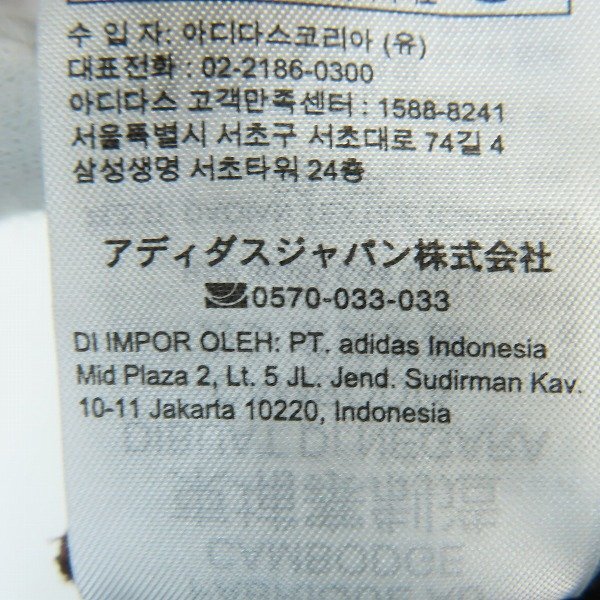 수 입 자: 아디다스코리아 (유)
대표전화 : 02-2186-0300
아디다스 고객만족센터 : 1588-8241
서울특별시 서초구 서초대로 74길 4
삼성생명 서초타워 24층
アディダスジャパン株式会社
0570-033-033
DI IMPOR OLEH: PT. adidas Indonesia
Mid Plaza 2, Lt. 5 JL. Jend. Sudirman Kav.
10-11 Jakarta 10220, Indonesia
DIBUAT DI NEGARA
CAMBODGE